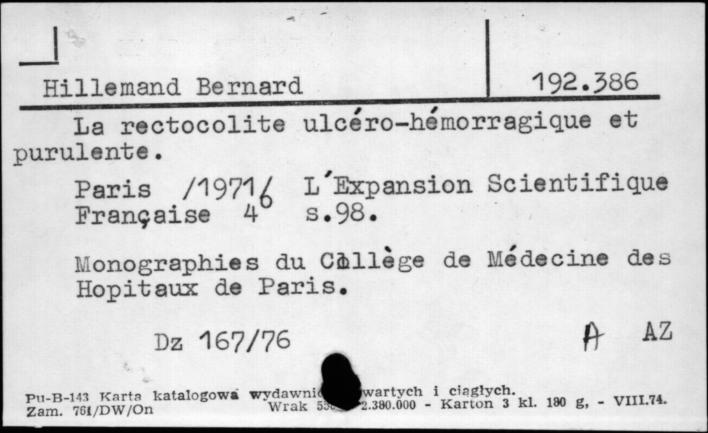 Hillemand Bernard 192.386
La rectocolite ulcéro-hémorragique et
purulente.
Paris /1971/ L'Expansion Scientifique
Française 4° s.98.
Monographies du Collège de Médecine des
Hopitaux de Paris.
Dz 167/76 A AZ
Pu-B-143 Karta katalogowa wydawnic wartych i ciągłych.
Zam. 761/DW/On Wrak 2.380.000 - Karton 3 kl. 180 g, - VIII.74.